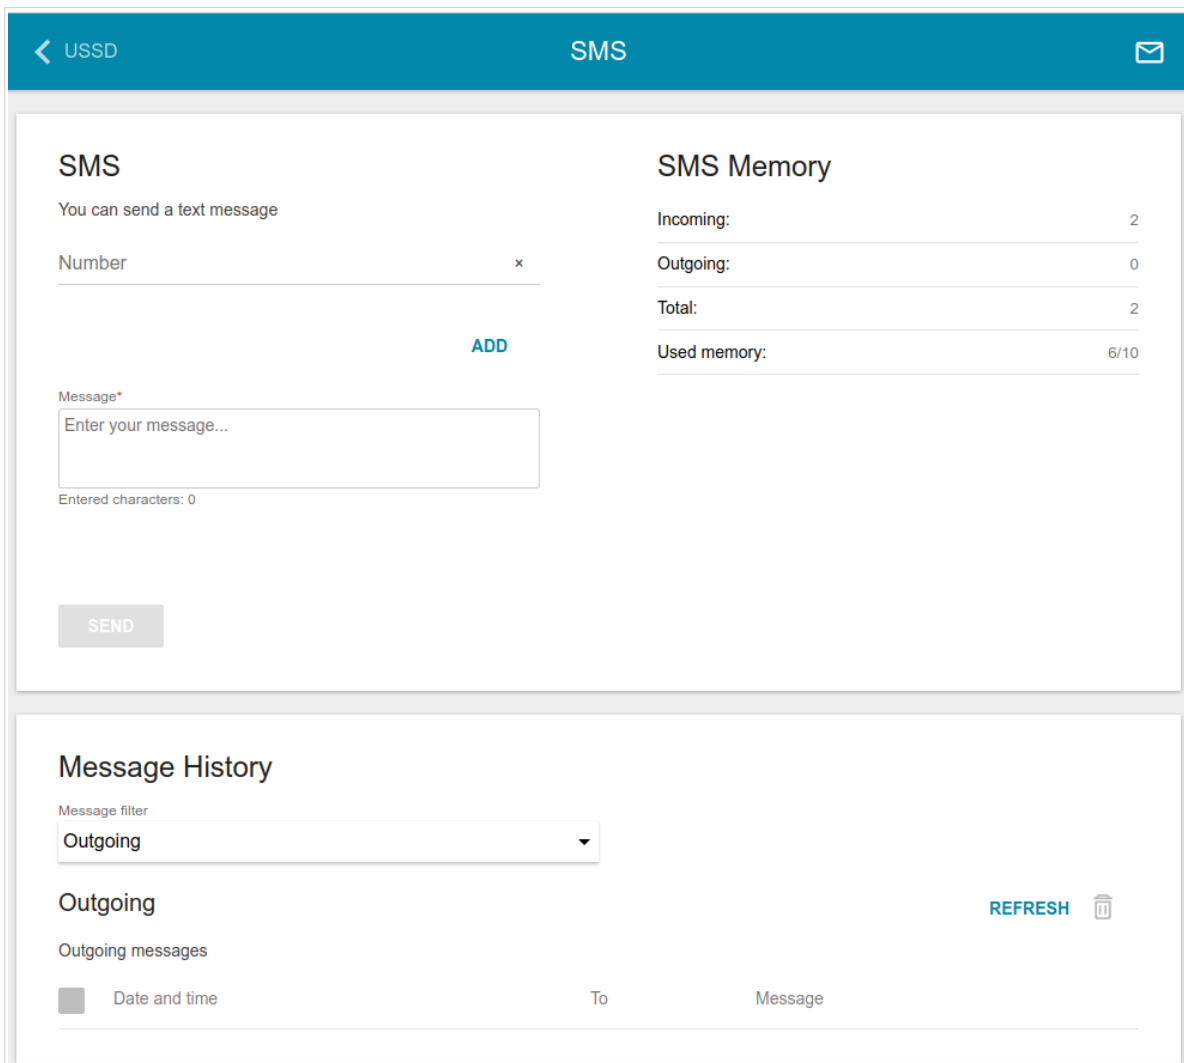 USSD
SMS
SMS
You can send a text message
Number ×
ADD
Message*
Enter your message...
Entered characters: 0
SEND
SMS Memory
Incoming: 2
Outgoing: 0
Total: 2
Used memory: 6/10
Message History
Message filter
Outgoing
Outgoing
REFRESH
Outgoing messages
Date and time To Message